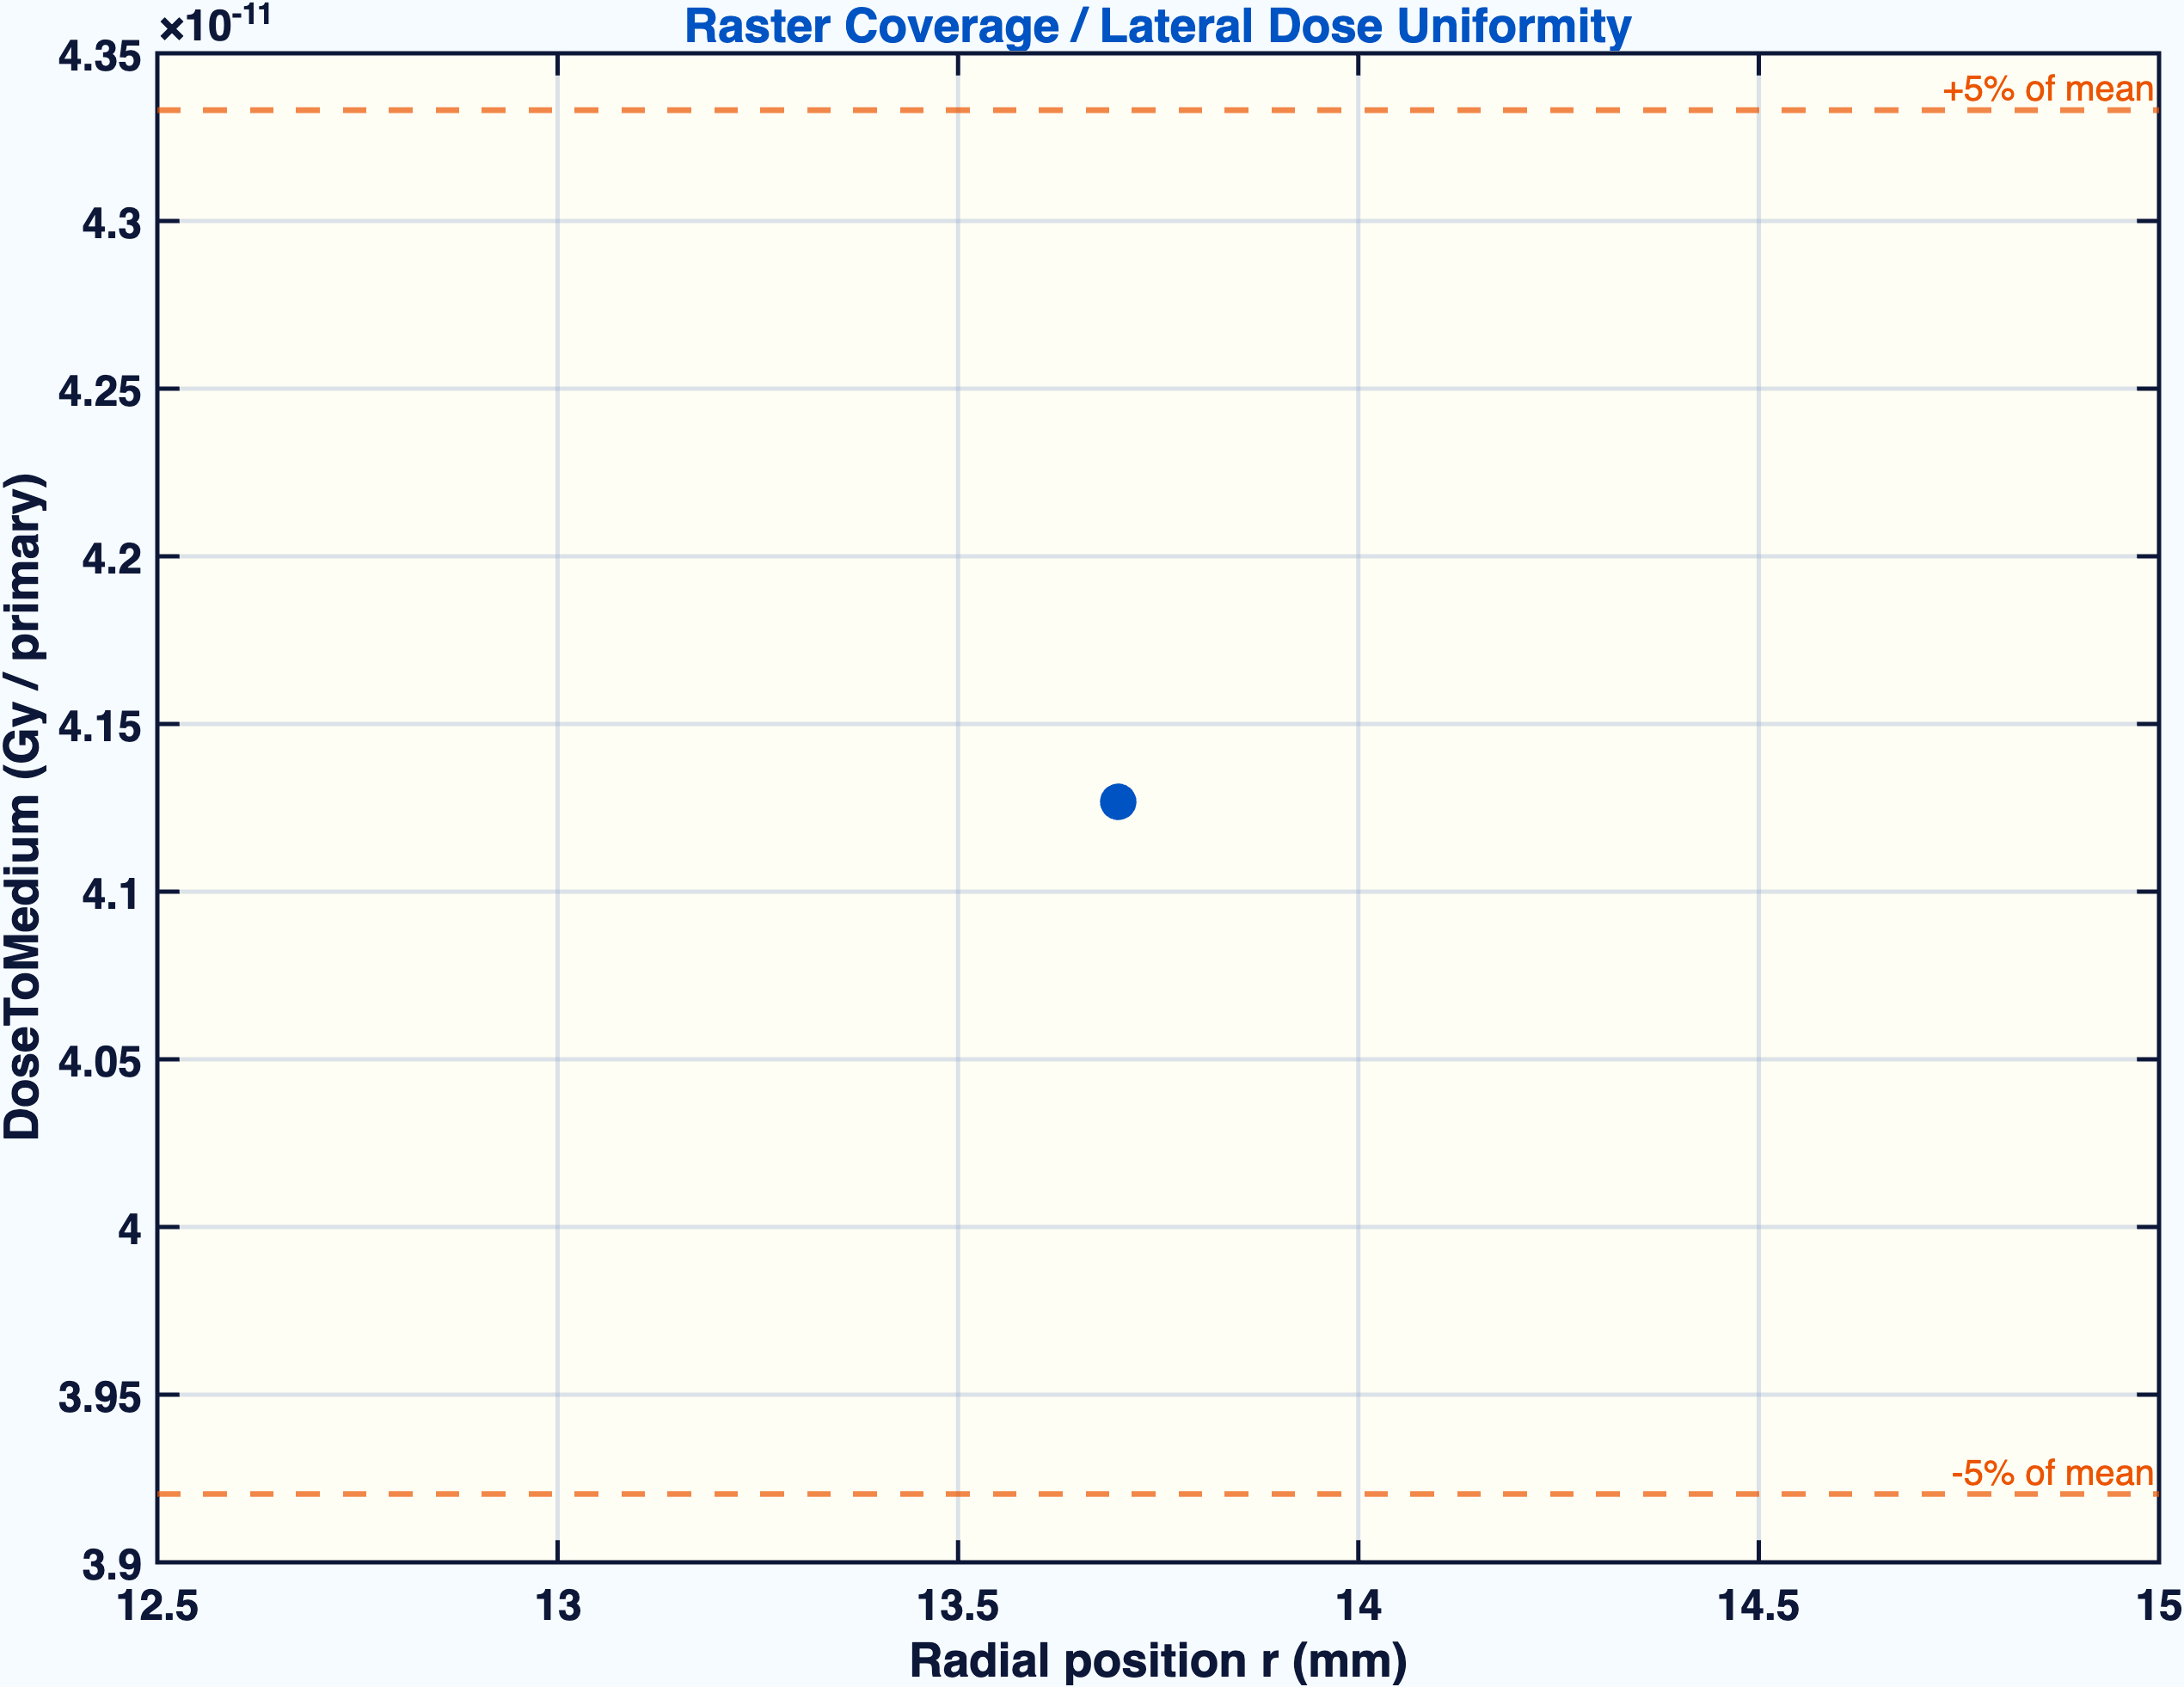 Raster Coverage / Lateral Dose Uniformity
×10-11
4.35
4.3
4.25
4.2
4.15
4.1
4.05
4
3.95
3.9
DoseToMedium (Gy / primary)
+5% of mean
-5% of mean
12.5 13 13.5 14 14.5 15
Radial position r (mm)